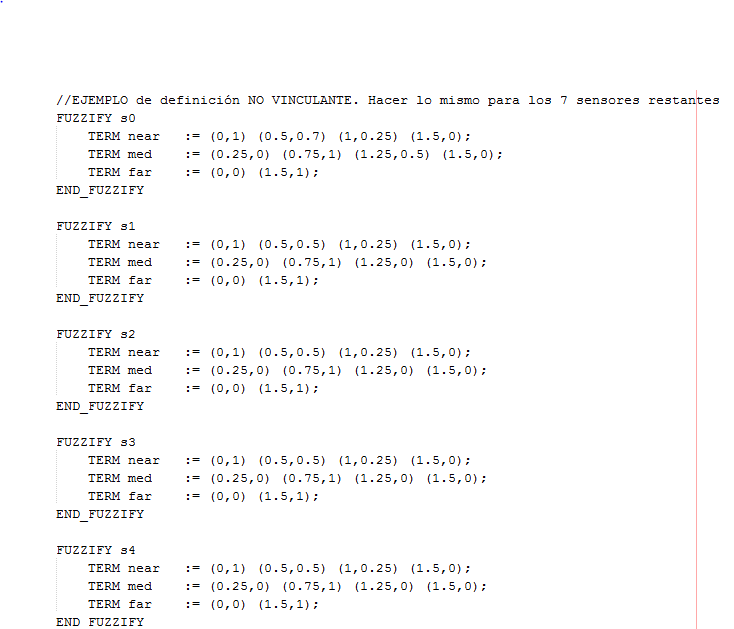 //EJEMPLO de definición NO VINCULANTE. Hacer lo mismo para los 7 sensores restantes
FUZZIFY s0
    TERM near   := (0,1) (0.5,0.7) (1,0.25) (1.5,0);
    TERM med    := (0.25,0) (0.75,1) (1.25,0.5) (1.5,0);
    TERM far    := (0,0) (1.5,1);
END_FUZZIFY

FUZZIFY s1
    TERM near   := (0,1) (0.5,0.5) (1,0.25) (1.5,0);
    TERM med    := (0.25,0) (0.75,1) (1.25,0) (1.5,0);
    TERM far    := (0,0) (1.5,1);
END_FUZZIFY

FUZZIFY s2
    TERM near   := (0,1) (0.5,0.5) (1,0.25) (1.5,0);
    TERM med    := (0.25,0) (0.75,1) (1.25,0) (1.5,0);
    TERM far    := (0,0) (1.5,1);
END_FUZZIFY

FUZZIFY s3
    TERM near   := (0,1) (0.5,0.5) (1,0.25) (1.5,0);
    TERM med    := (0.25,0) (0.75,1) (1.25,0) (1.5,0);
    TERM far    := (0,0) (1.5,1);
END_FUZZIFY

FUZZIFY s4
    TERM near   := (0,1) (0.5,0.5) (1,0.25) (1.5,0);
    TERM med    := (0.25,0) (0.75,1) (1.25,0) (1.5,0);
    TERM far    := (0,0) (1.5,1);
END_FUZZIFY